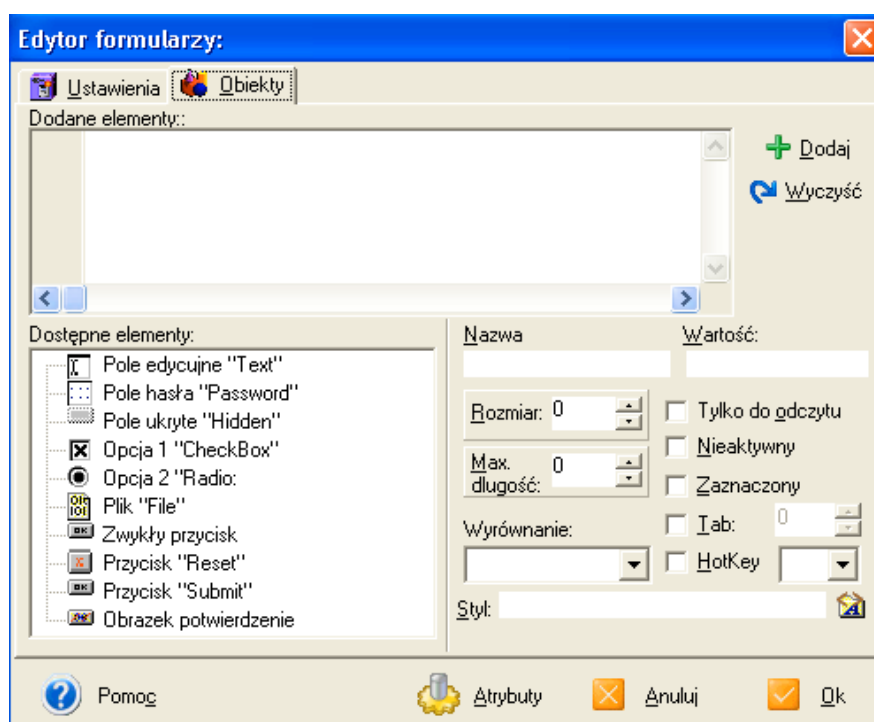 Edytor formularzy:
Ustawienia
Obiekty
Dodane elementy::
Dodaj
Wyczyść
Dostępne elementy:
Pole edycujne "Text"
Pole hasła "Password"
Pole ukryte "Hidden"
Opcja 1 "CheckBox"
Opcja 2 "Radio:
Plik "File"
Zwykły przycisk
Przycisk "Reset"
Przycisk "Submit"
Obrazek potwierdzenie
Nazwa
Wartość:
Rozmiar: 0
Max. 0
dlugość:
Wyrównanie:
Tylko do odczytu
Nieaktywny
Zaznaczony
Tab: 0
HotKey
Styl:
Pomoc
Atrybuty
Anuluj
Ok